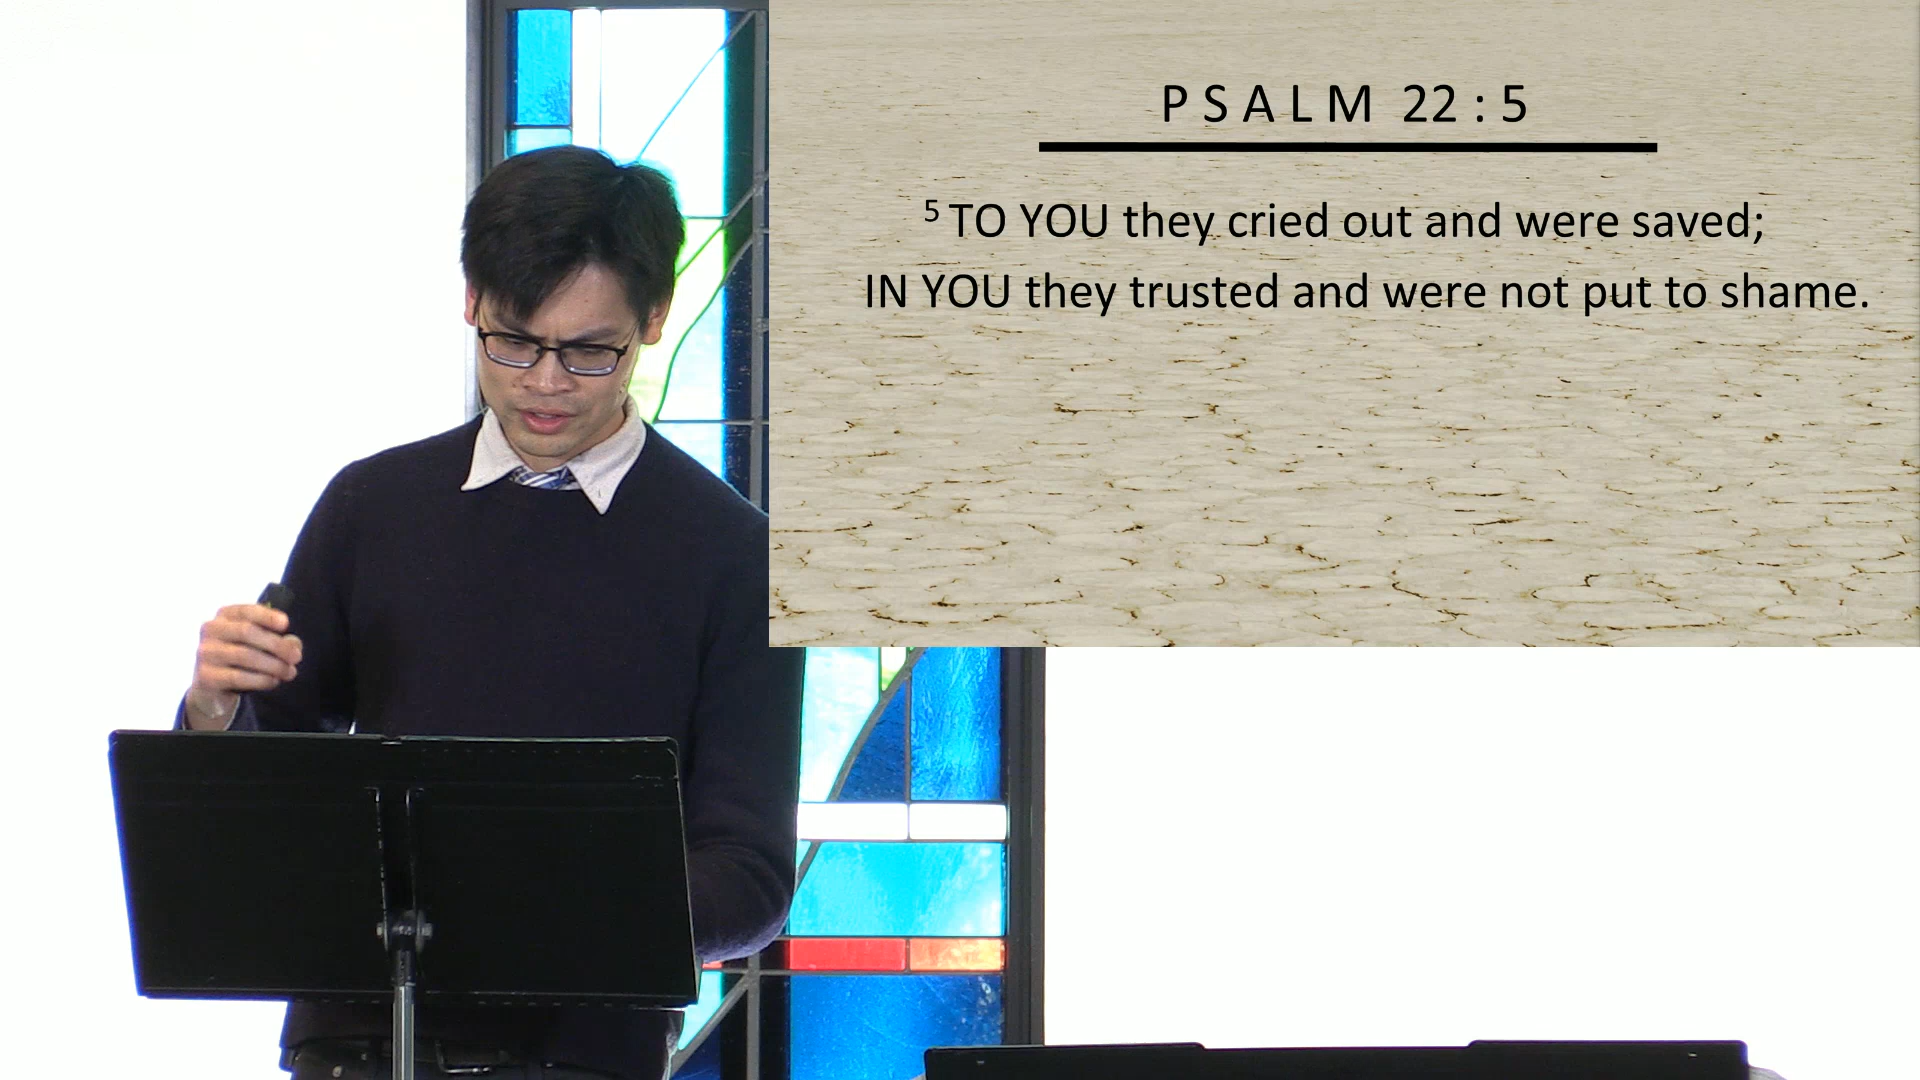 PSALM 22:5
5 TO YOU they cried out and were saved;
IN YOU they trusted and were not put to shame.